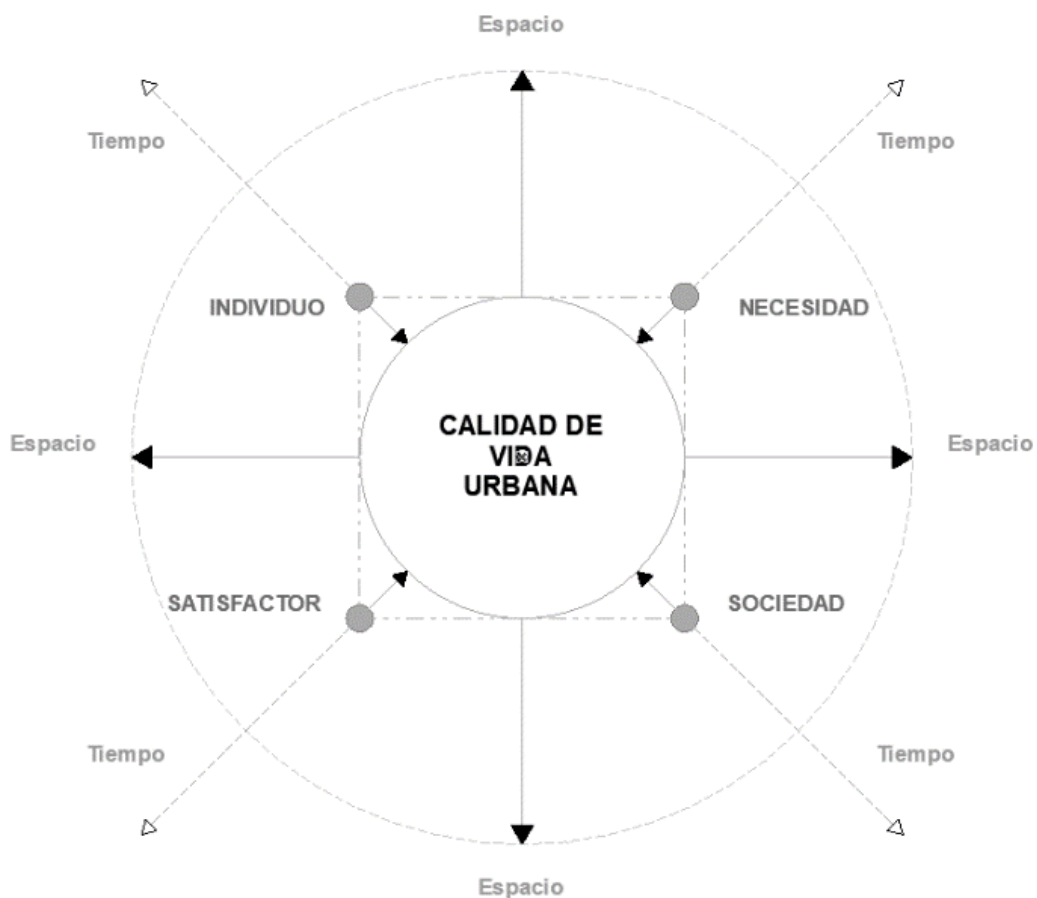 Espacio
Tiempo
Tiempo
INDIVIDUO
NECESIDAD
CALIDAD DE
VIDA
URBANA
Espacio
Espacio
SATISFACTOR
SOCIEDAD
Tiempo
Tiempo
Espacio